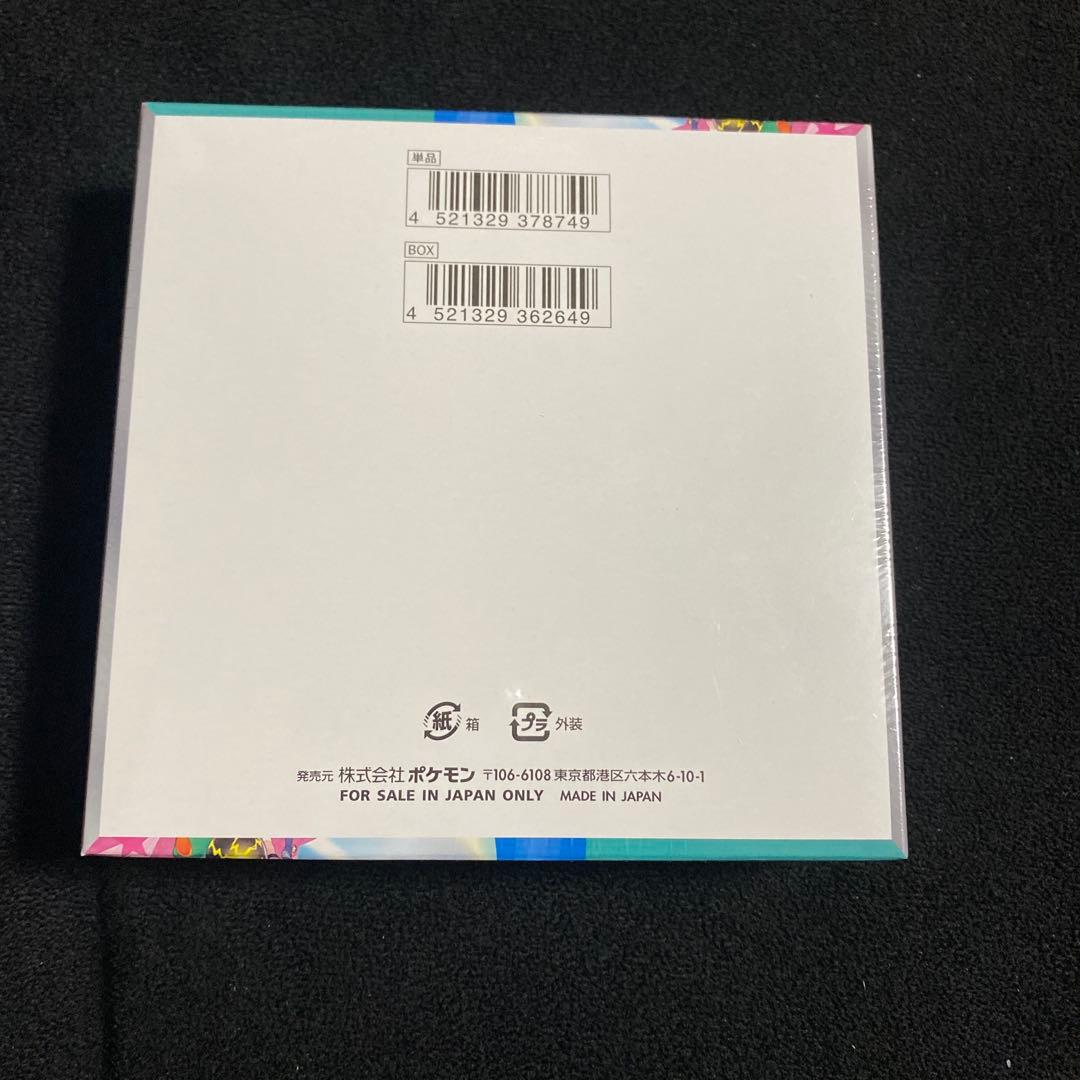 単品
4 521329 378749
BOX
4 521329 362649
紙 箱 プラ 外装
発売元 株式会社 ポケモン 〒106-6108 東京都港区六本木6-10-1
FOR SALE IN JAPAN ONLY MADE IN JAPAN